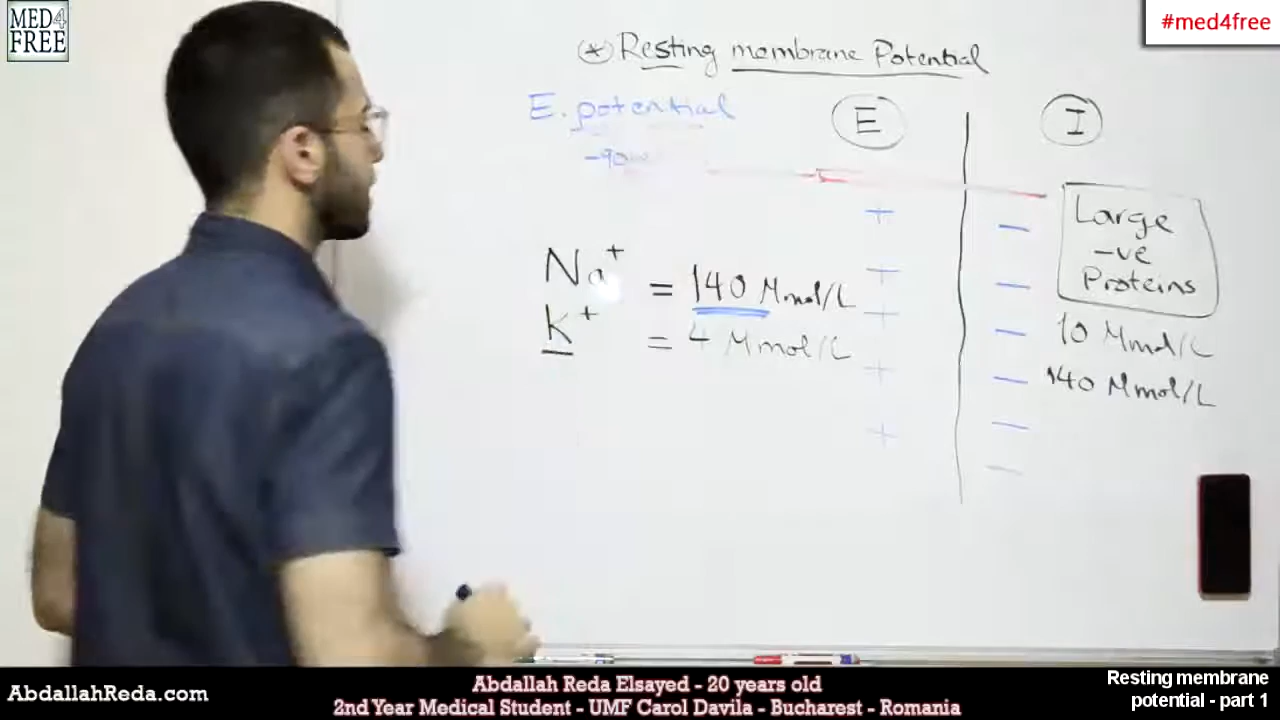 MED4
FREE
#med4free
* Resting membrane Potential
E. potential
-90
E
I
Large
-ve
Proteins
Na+ = 140 Mmol/L
10 Mmol/L
K+ = 4 Mmol/L
140 Mmol/L
+
+
+
+
+
-
-
-
-
-
-
AbdallahReda.com
Abdallah Reda Elsayed - 20 years old
2nd Year Medical Student - UMF Carol Davila - Bucharest - Romania
Resting membrane
potential - part 1